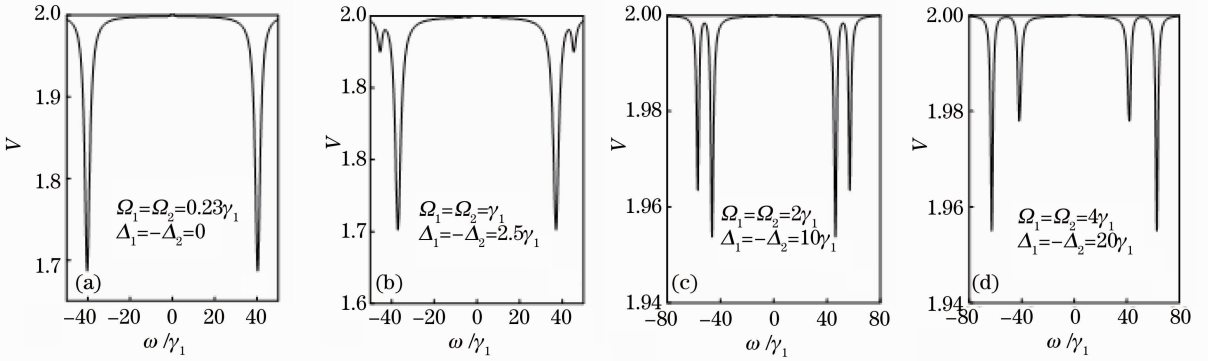 2.0
1.9
1.8
1.7
V
Ω₁=Ω₂=0.23γ₁
Δ₁=−Δ₂=0
(a)
−40 −20 0 20 40
ω /γ₁
2.0
1.8
1.8
1.7
1.6
V
Ω₁=Ω₂=γ₁
Δ₁=−Δ₂=2.5γ₁
(b)
−40 −20 0 20 40
ω /γ₁
2.00
1.98
1.96
1.94
V
Ω₁=Ω₂=2γ₁
Δ₁=−Δ₂=10γ₁
(c)
−80 −40 0 40 80
ω /γ₁
2.00
1.98
1.96
1.94
V
Ω₁=Ω₂=4γ₁
Δ₁=−Δ₂=20γ₁
(d)
−80 −40 0 40 80
ω /γ₁